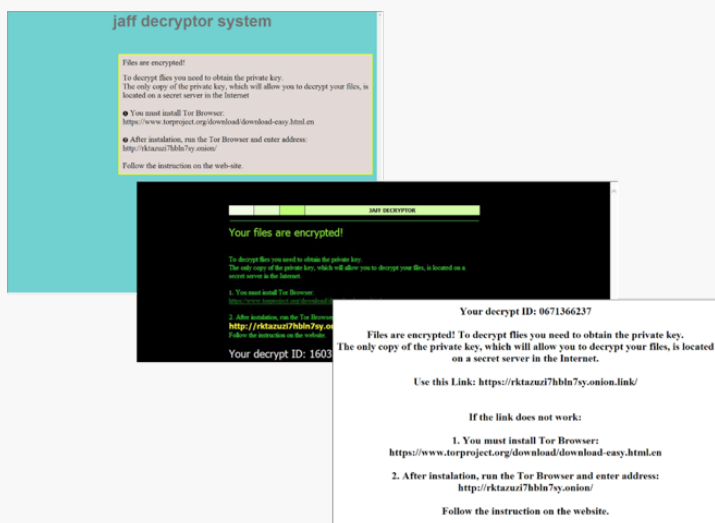 jaff decryptor system
Files are encrypted!
To decrypt flies you need to obtain the private key.
The only copy of the private key, which will allow you to decrypt your files, is
located on a secret server in the Internet
❶ You must install Tor Browser:
https://www.torproject.org/download/download-easy.html.en
❷ After instalation, run the Tor Browser and enter address:
http://rktazuzi7hbln7sy.onion/
Follow the instruction on the web-site.
JAFF DECRYPTOR
Your files are encrypted!
To decrypt flies you need to obtain the private key.
The only copy of the private key, which will allow you to decrypt your files, is located on a
secret server in the Internet.
1. You must install Tor Browser:
https://www.torproject.org/download/
2. After instalation, run the Tor Browser
http://rktazuzi7hbln7sy.o
Follow the instruction on the website.
Your decrypt ID: 1603
Your decrypt ID: 0671366237
Files are encrypted! To decrypt flies you need to obtain the private key.
The only copy of the private key, which will allow you to decrypt your files, is located
on a secret server in the Internet.
Use this Link: https://rktazuzi7hbln7sy.onion.link/
If the link does not work:
1. You must install Tor Browser:
https://www.torproject.org/download/download-easy.html.en
2. After instalation, run the Tor Browser and enter address:
http://rktazuzi7hbln7sy.onion/
Follow the instruction on the website.